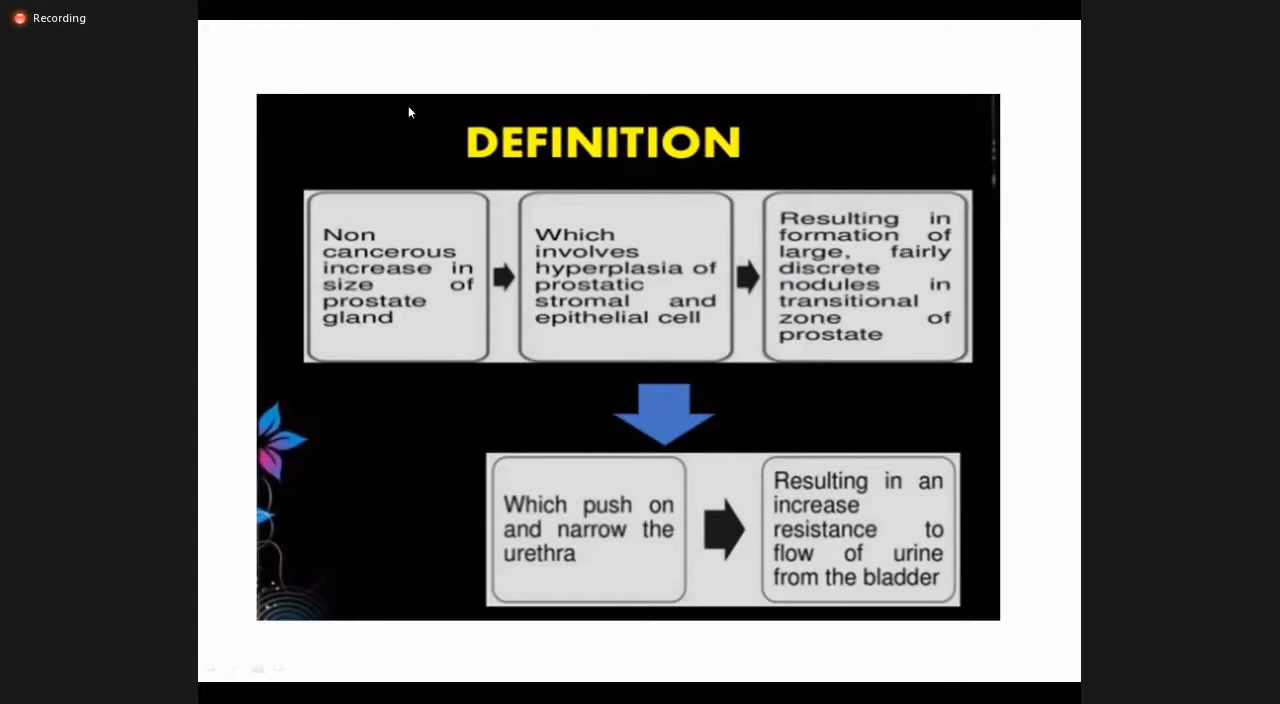 Recording
DEFINITION
Non
cancerous
increase in
size of
prostate
gland
Which
involves
hyperplasia of
prostatic
stromal and
epithelial cell
Resulting in
formation of
large, fairly
discrete
nodules in
transitional
zone of
prostate
Which push on
and narrow the
urethra
Resulting in an
increase
resistance to
flow of urine
from the bladder